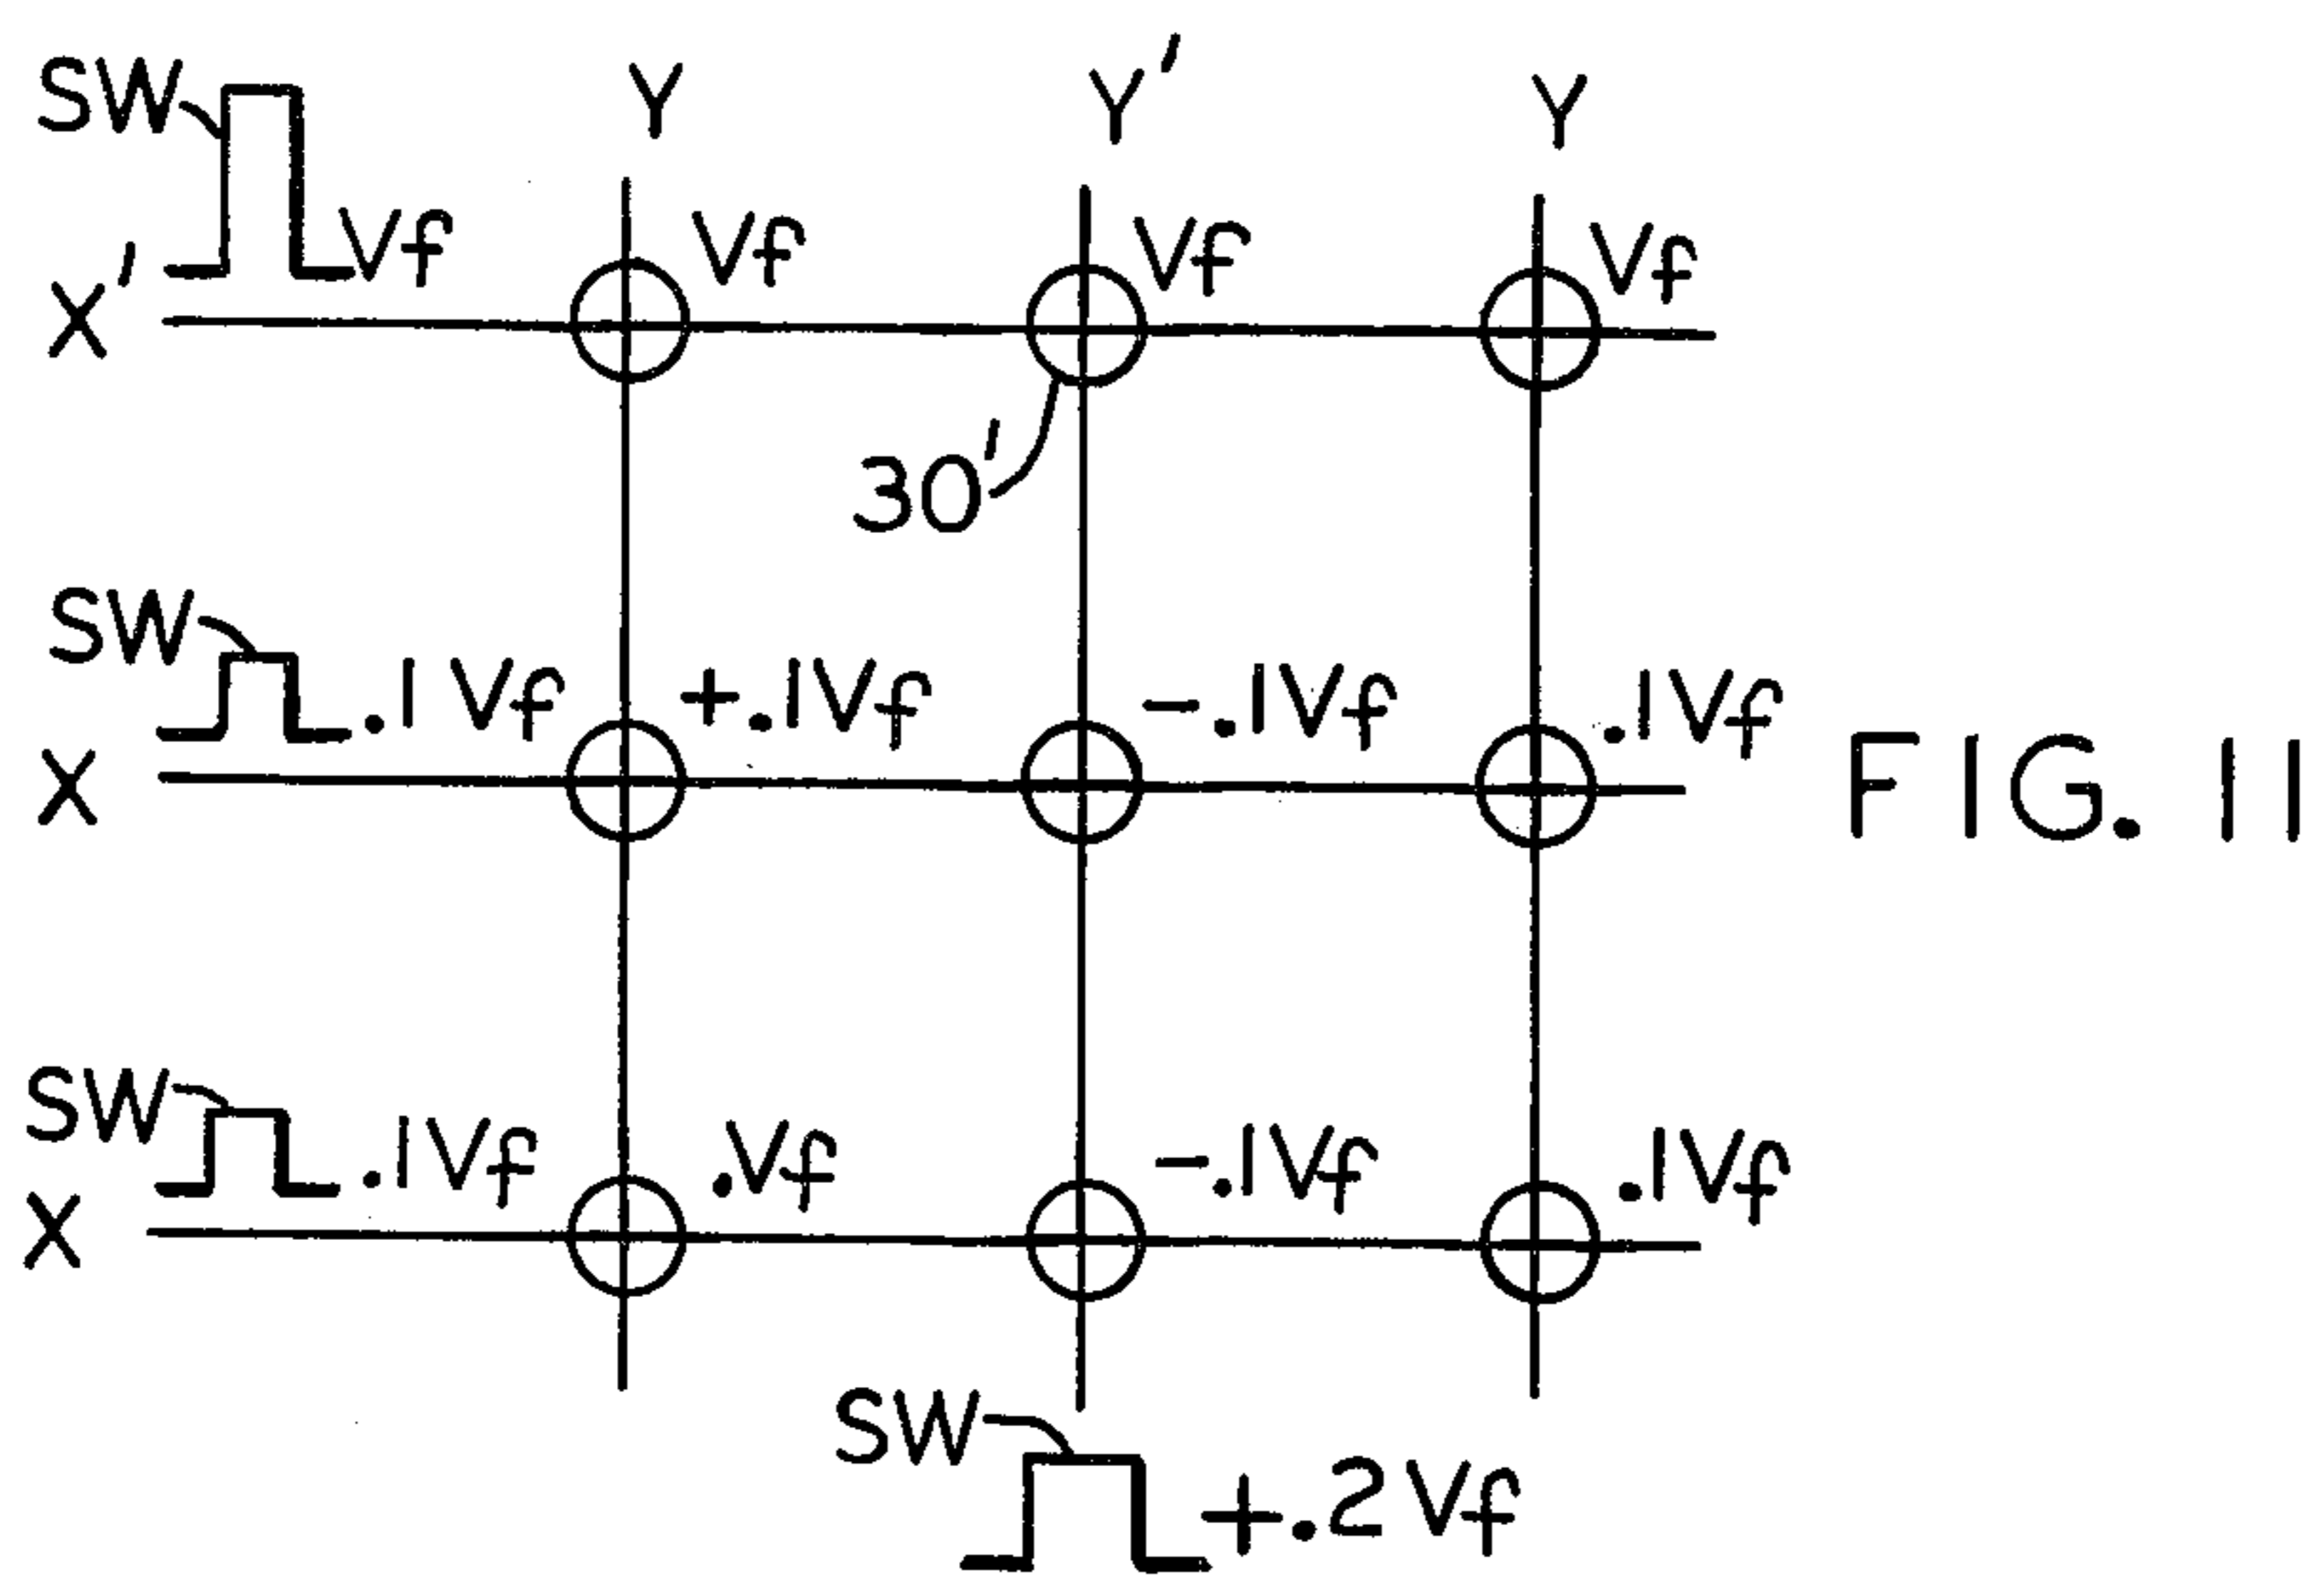 SW Y Y' Y
Vf Vf Vf Vf
X'
30'
SW
.1Vf +.1Vf -.1Vf .1Vf
X
FIG. 11
SW
.1Vf .Vf -.1Vf .1Vf
X
SW
+.2Vf